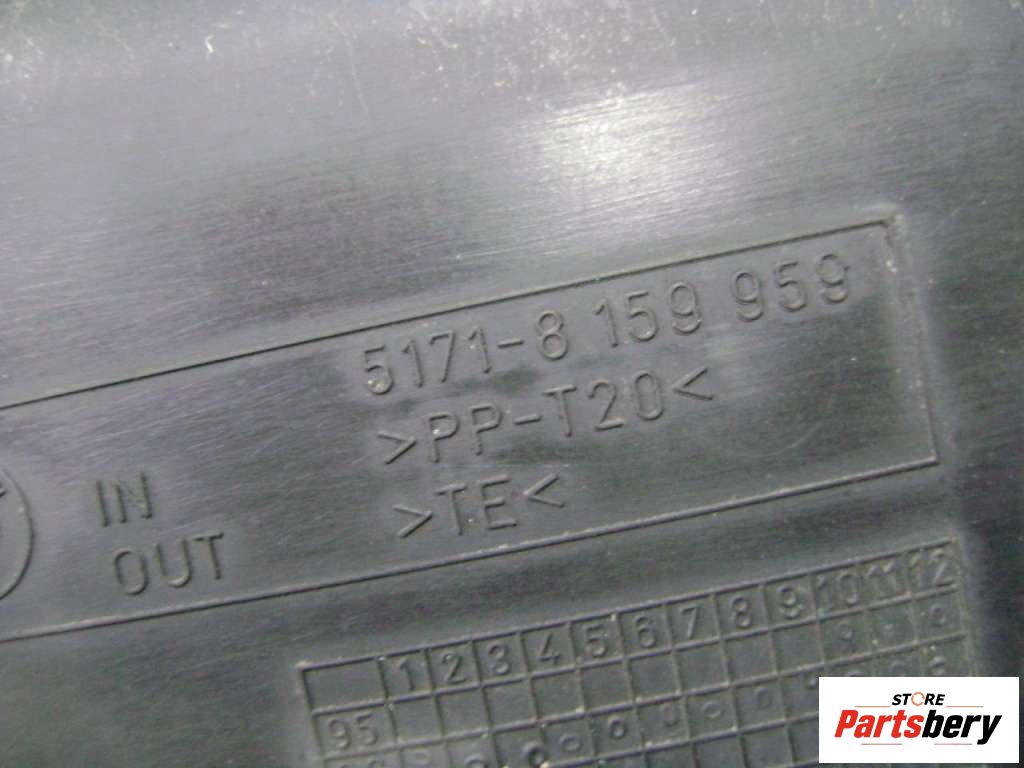 5171-8 159 959
>PP-T20<
IN >TE<
OUT
1 2 3 4 5 6 7 8 9 10 11 12
95
STORE
Partsbery